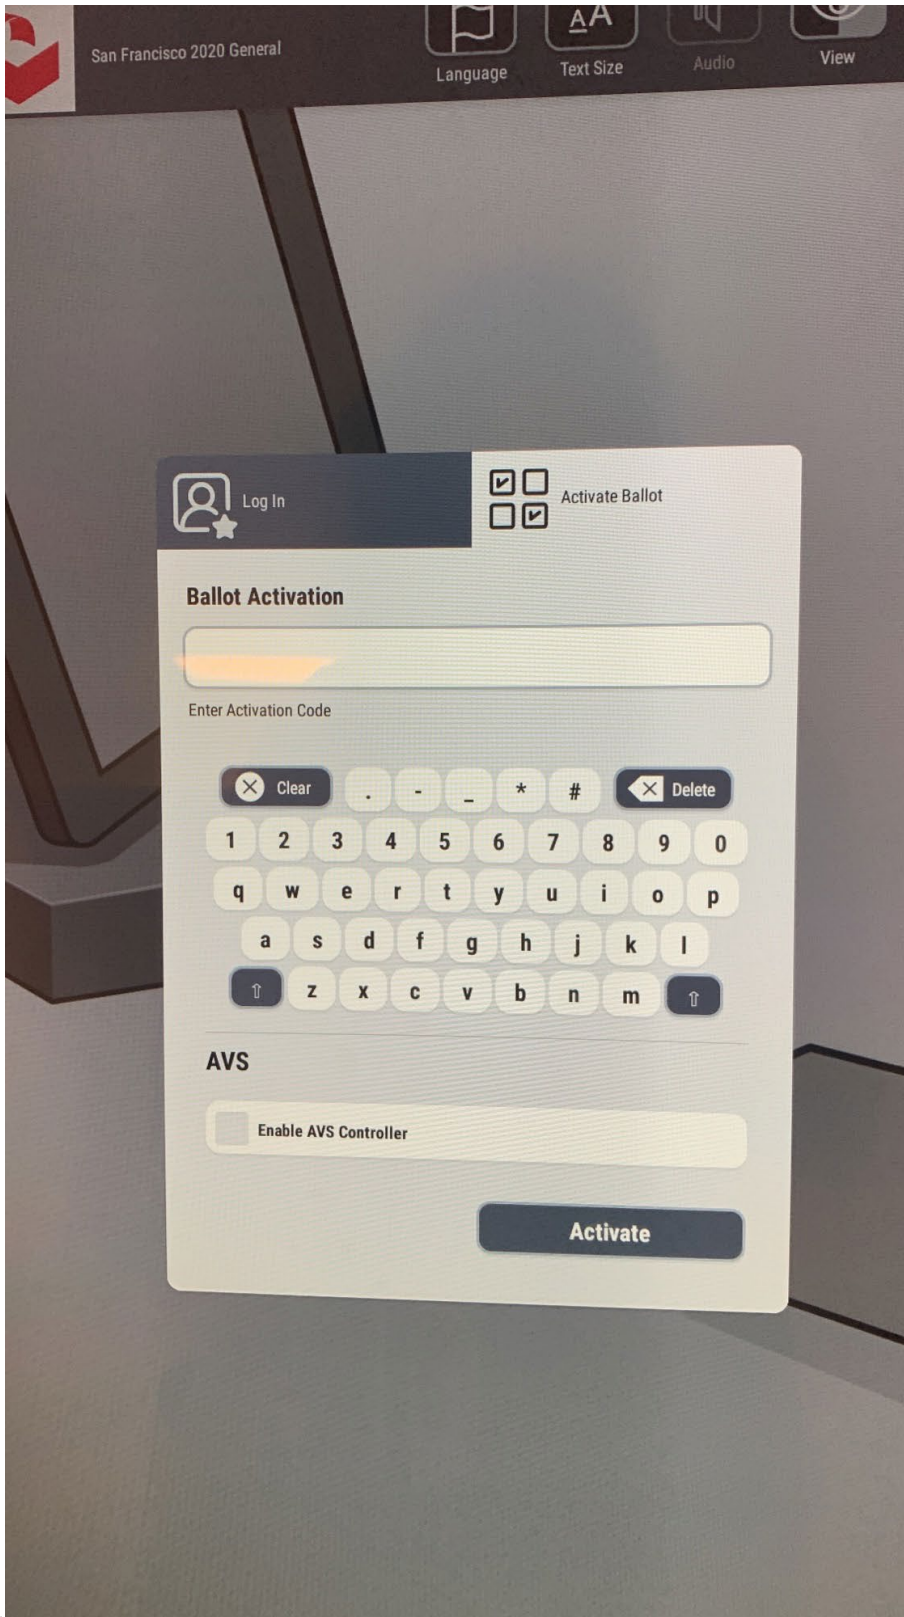 San Francisco 2020 General
AA
Language
Text Size
Audio
View
Log In
Activate Ballot
Ballot Activation
Enter Activation Code
Clear . - _ * # Delete
1 2 3 4 5 6 7 8 9 0
q w e r t y u i o p
a s d f g h j k l
⇧ z x c v b n m ⇧
AVS
Enable AVS Controller
Activate